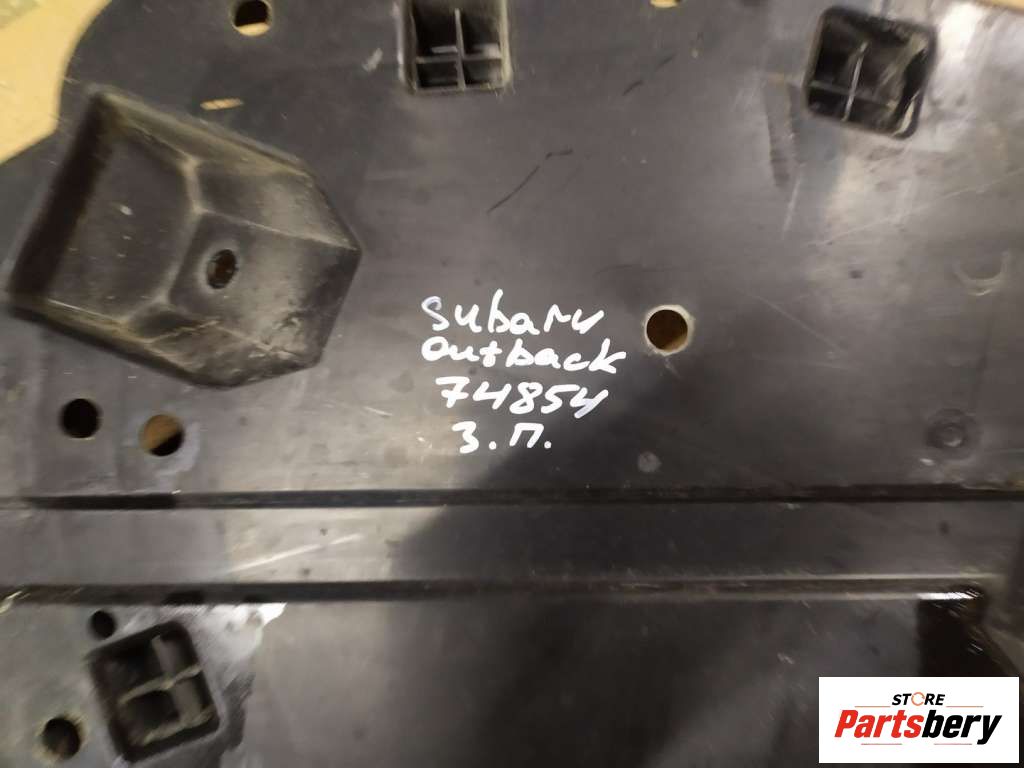 Subaru
Outback
74854
З.П.
STORE
Partsbery